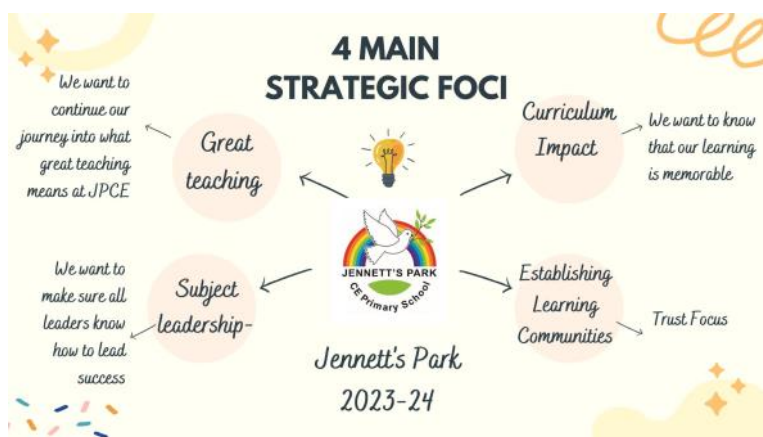 4 MAIN
STRATEGIC FOCI
We want to
continue our
journey into what
great teaching
means at JPCE
Great
teaching
Curriculum
Impact
We want to know
that our learning
is memorable
JENNETT'S PARK
CE Primary School
We want to
make sure all
leaders know
how to lead
success
Subject
leadership-
Establishing
Learning
Communities
Trust Focus
Jennett's Park
2023-24